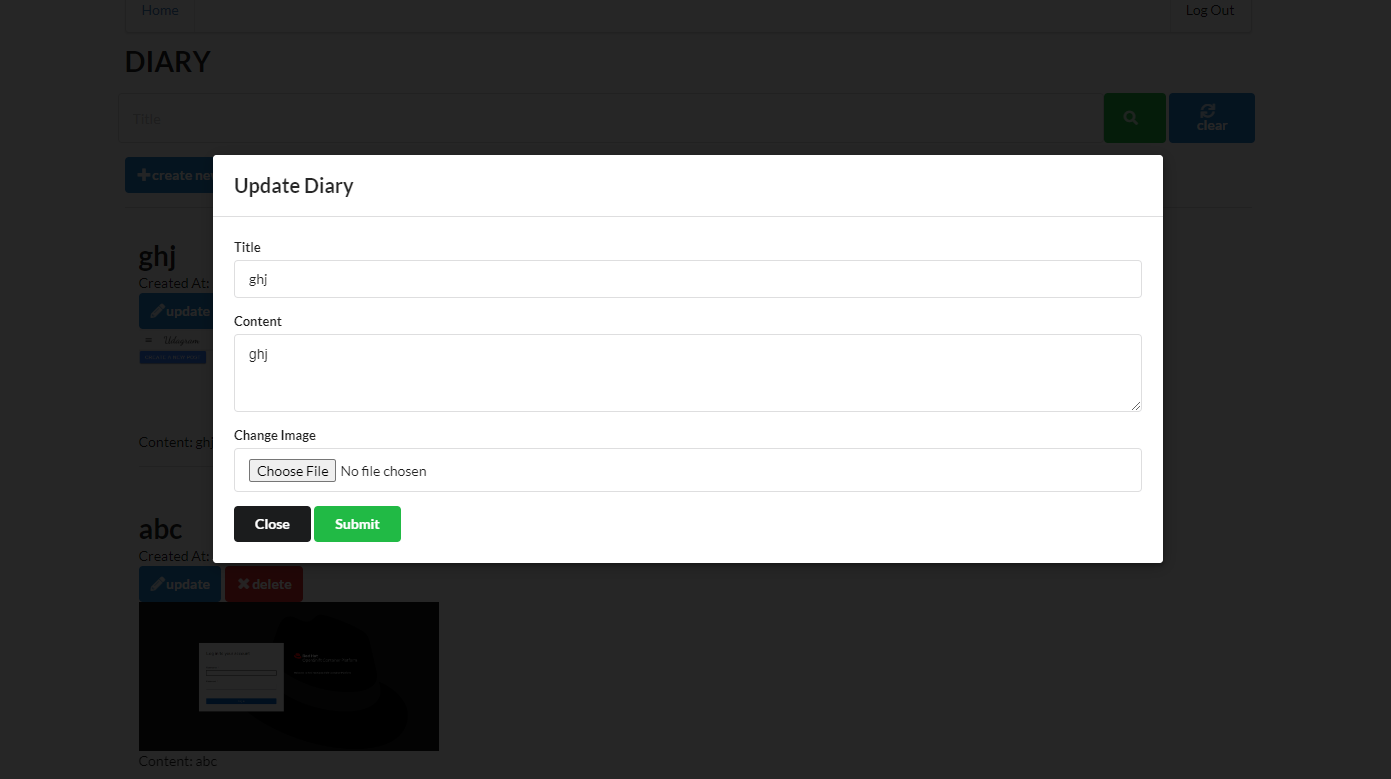 Home
Log Out
DIARY
Title
clear
create ne
Update Diary
ghj
Title
Created At:
ghj
update
Content
Udagram
ghj
Change Image
Content: ghj
Choose File No file chosen
Close Submit
abc
Created At:
update delete
Content: abc